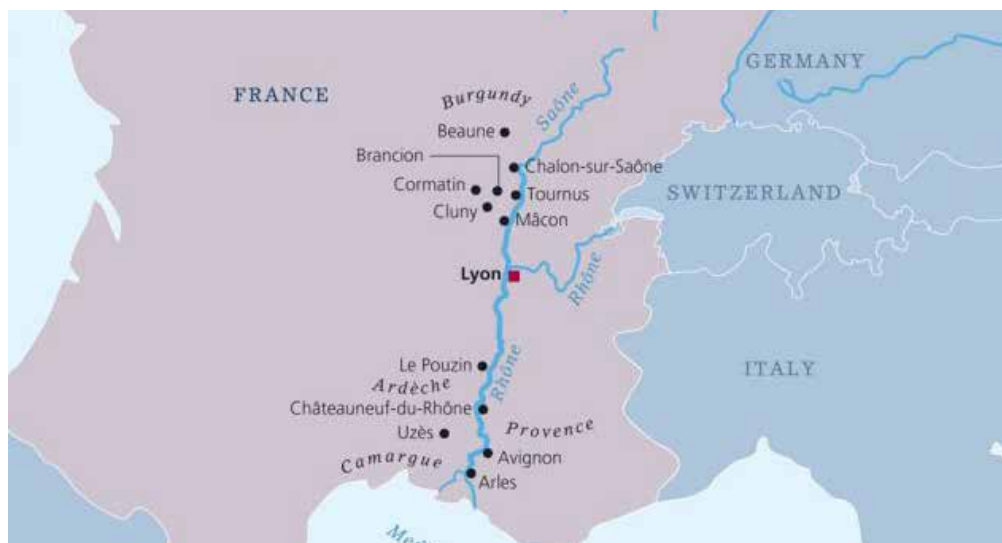 GERMANY
FRANCE
Burgundy
Saône
Beaune
Brancion
Chalon-sur-Saône
Cormatin
Tournus
SWITZERLAND
Cluny
Mâcon
Lyon
Rhône
Le Pouzin
Rhône
ITALY
Ardèche
Châteauneuf-du-Rhône
Uzès
Provence
Camargue
Avignon
Arles